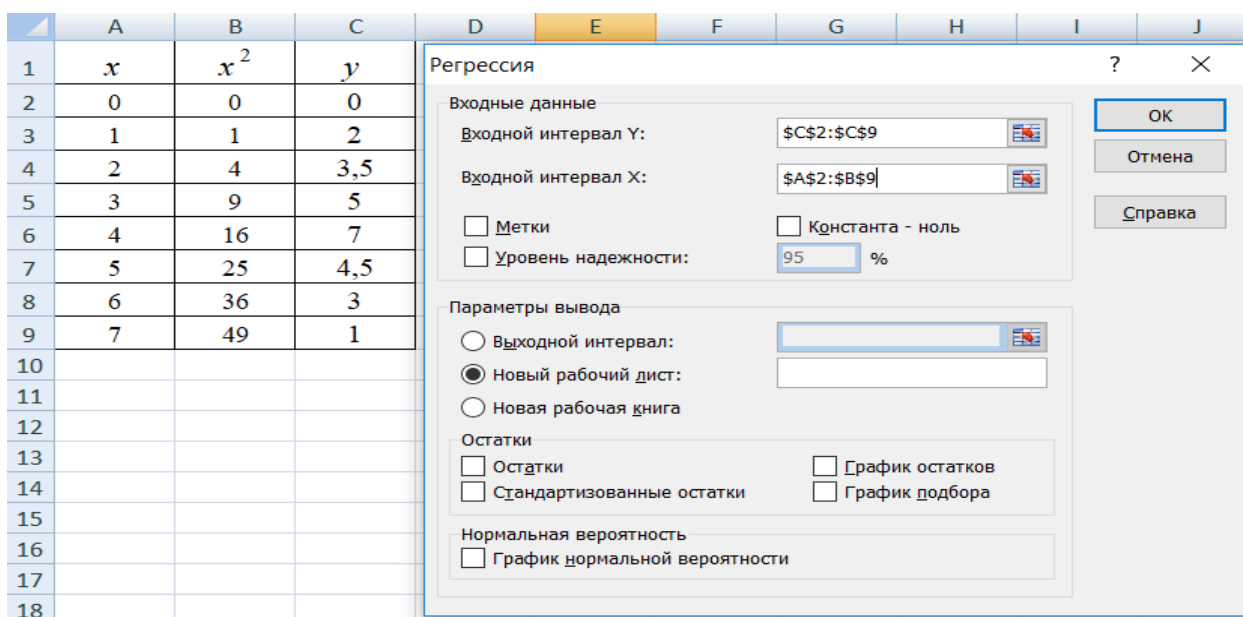 A B C D E F G H I J
1 x x² y
2 0 0 0
3 1 1 2
4 2 4 3,5
5 3 9 5
6 4 16 7
7 5 25 4,5
8 6 36 3
9 7 49 1
10
11
12
13
14
15
16
17
18
Регрессия ? ×
Входные данные
Входной интервал Y: $C$2:$C$9
Входной интервал X: $A$2:$B$9
Метки Константа - ноль
Уровень надежности: 95 %
Параметры вывода
Выходной интервал:
Новый рабочий лист:
Новая рабочая книга
Остатки
Остатки График остатков
Стандартизованные остатки График подбора
Нормальная вероятность
График нормальной вероятности
ОК
Отмена
Справка